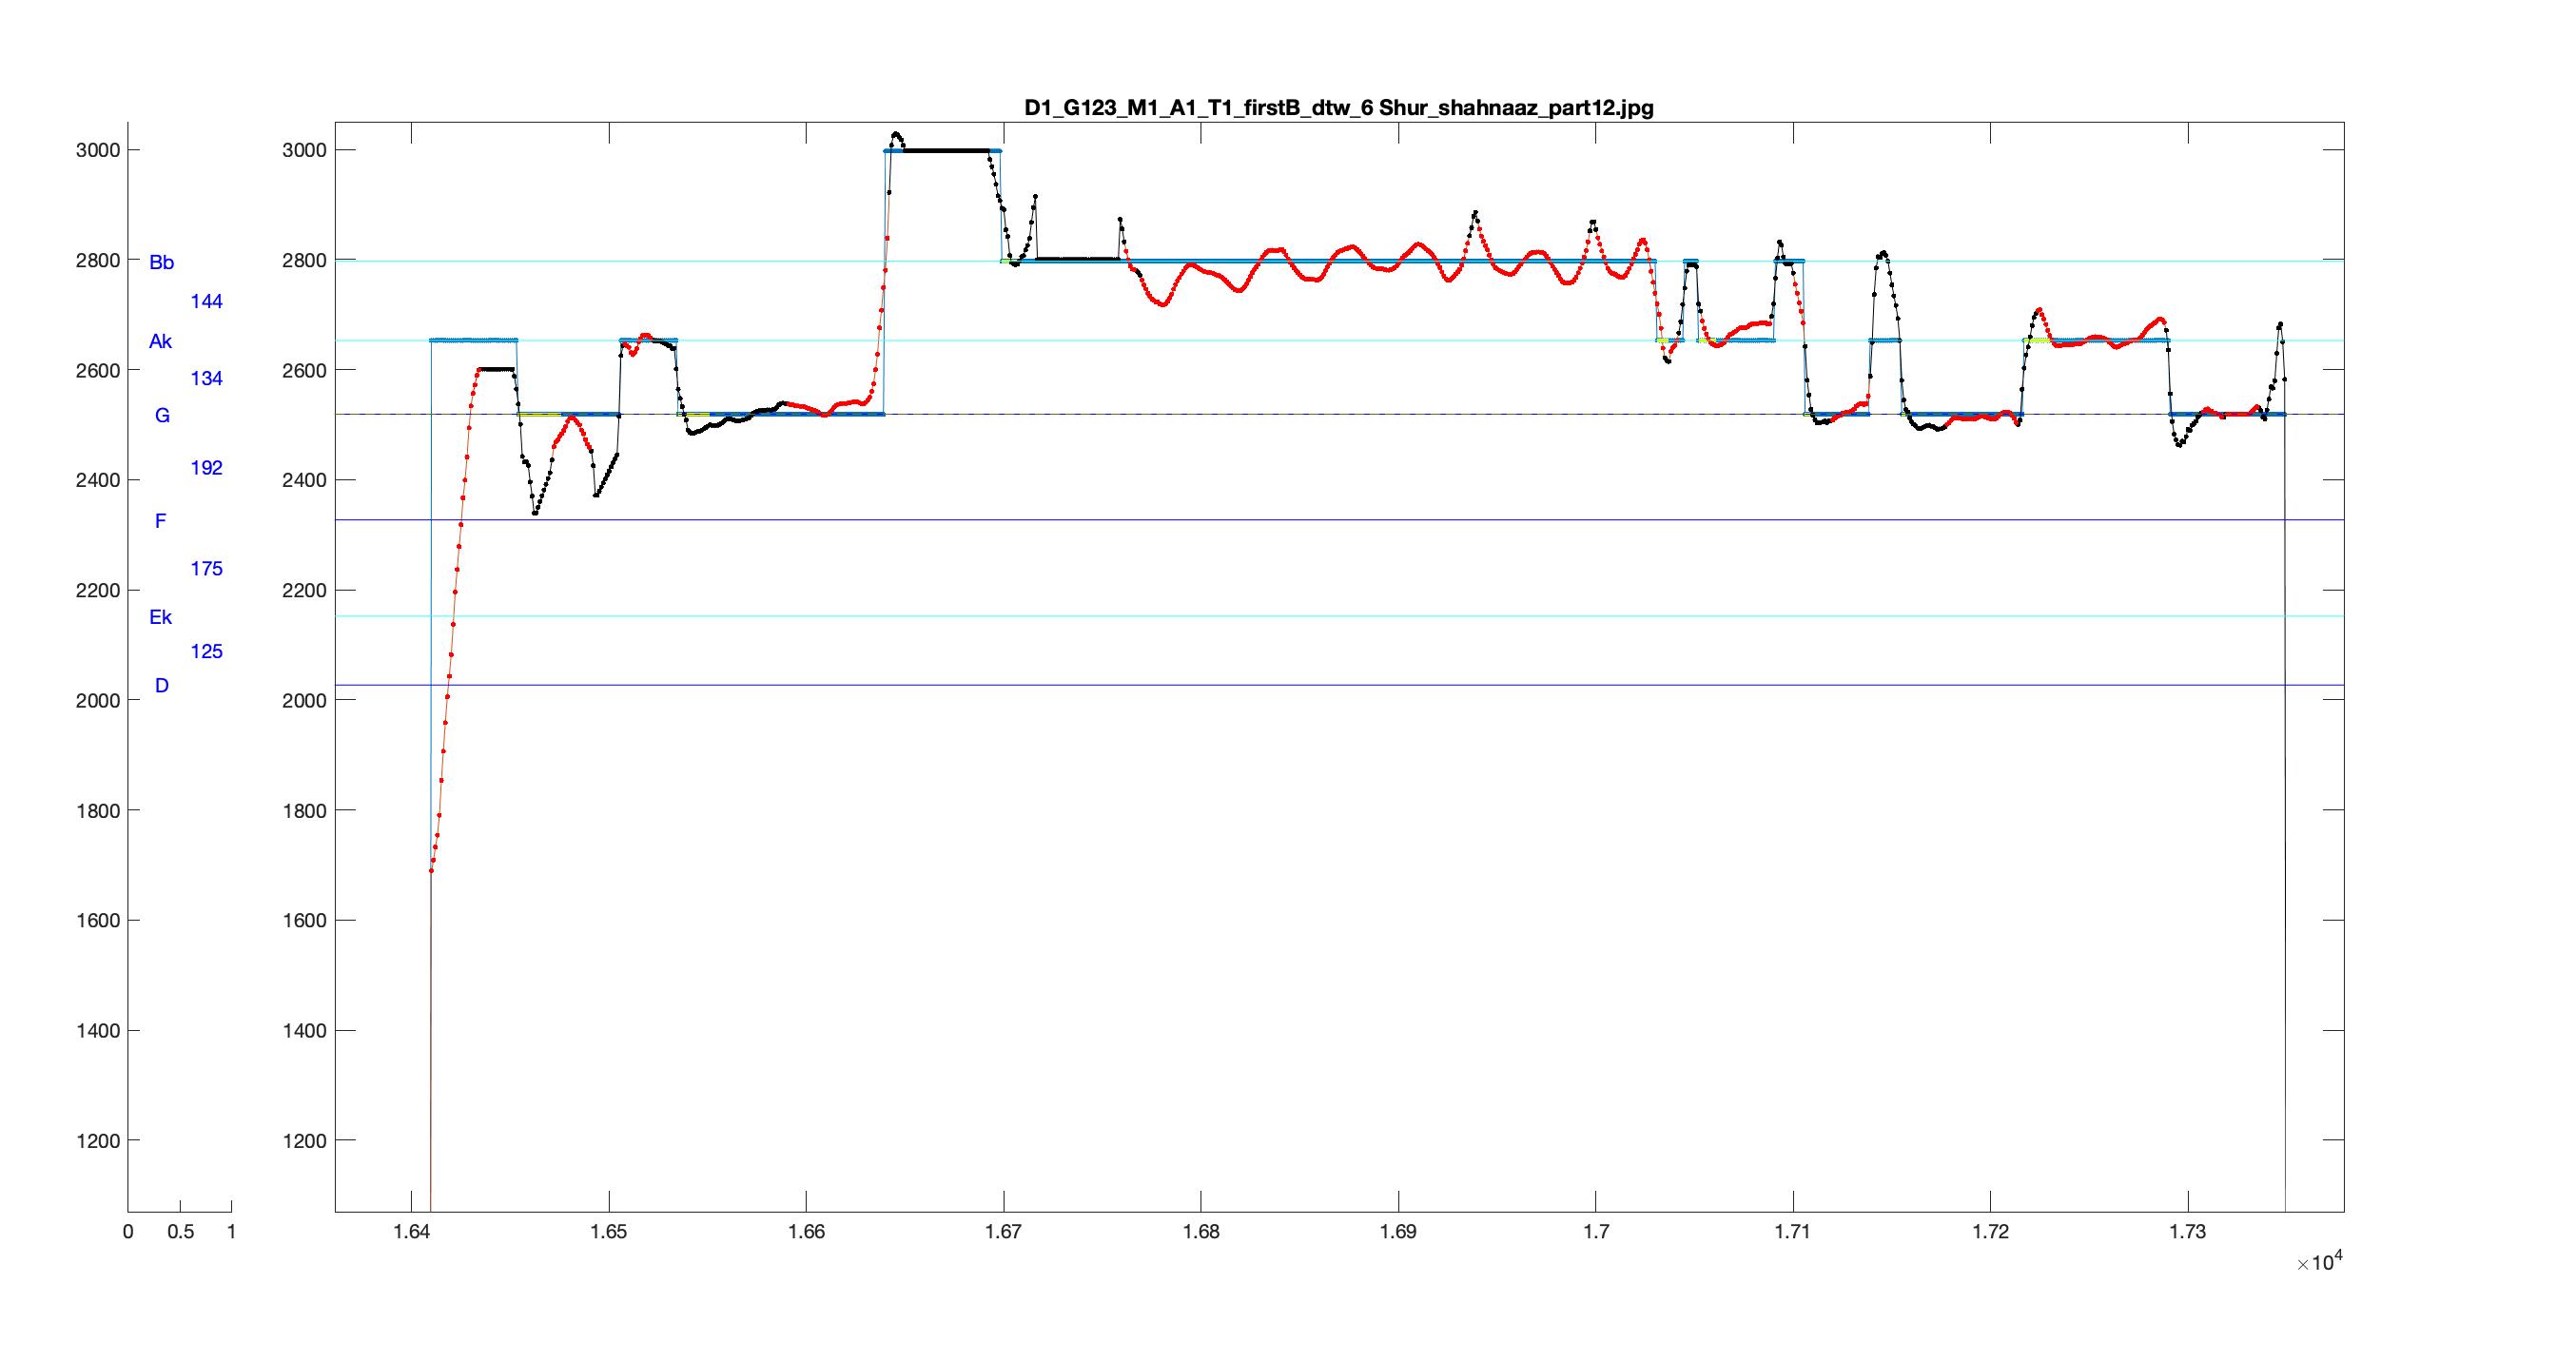 D1_G123_M1_A1_T1_firstB_dtw_6 Shur_shahnaaz_part12.jpg
3000 3000
2800 Bb 2800
144
Ak
2600 134 2600
G
2400 192 2400
F
2200 175 2200
Ek
125
D
2000 2000
1800 1800
1600 1600
1400 1400
1200 1200
0 0.5 1 1.64 1.65 1.66 1.67 1.68 1.69 1.7 1.71 1.72 1.73
×10⁴